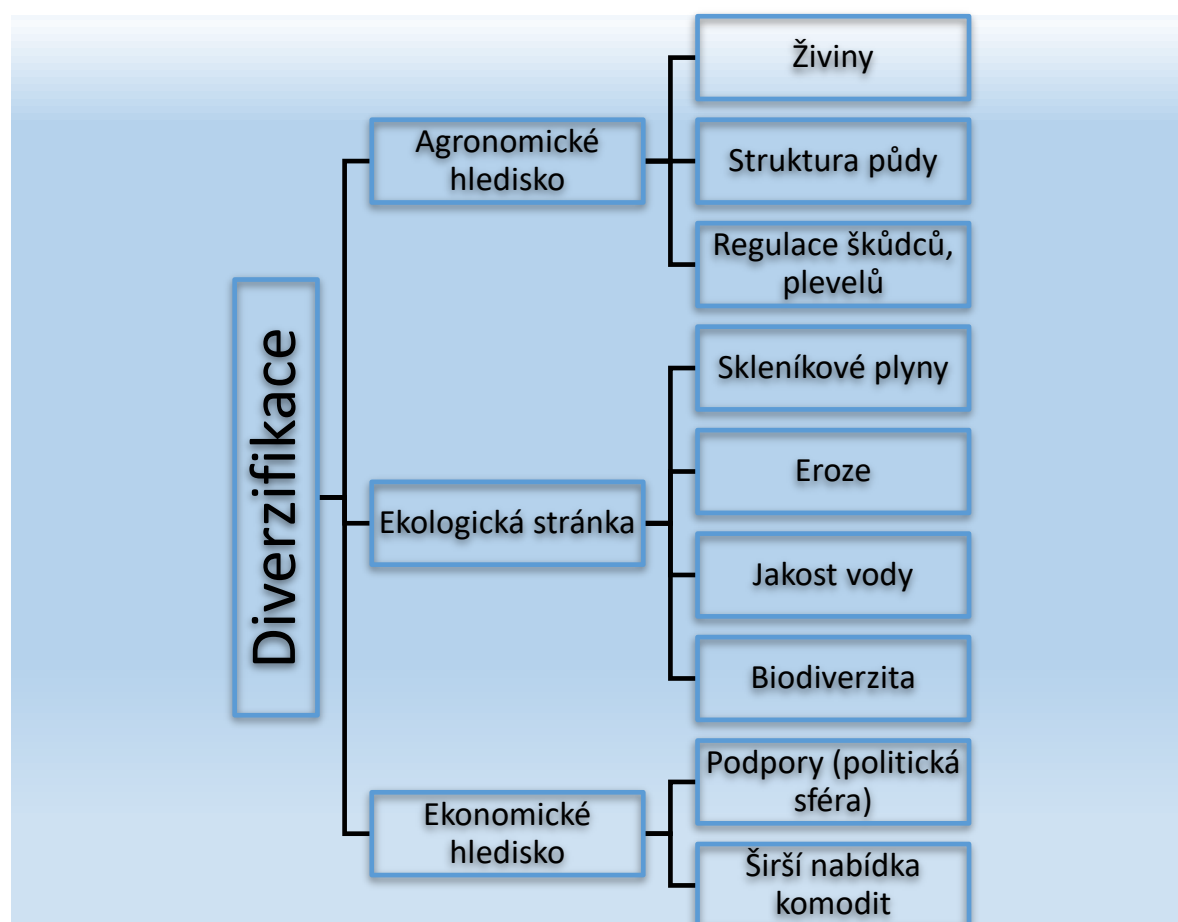 Diverzifikace
Agronomické
hledisko
Živiny
Struktura půdy
Regulace škůdců,
plevelů
Ekologická stránka
Skleníkové plyny
Eroze
Jakost vody
Biodiverzita
Ekonomické
hledisko
Podpory (politická
sféra)
Širší nabídka
komodit